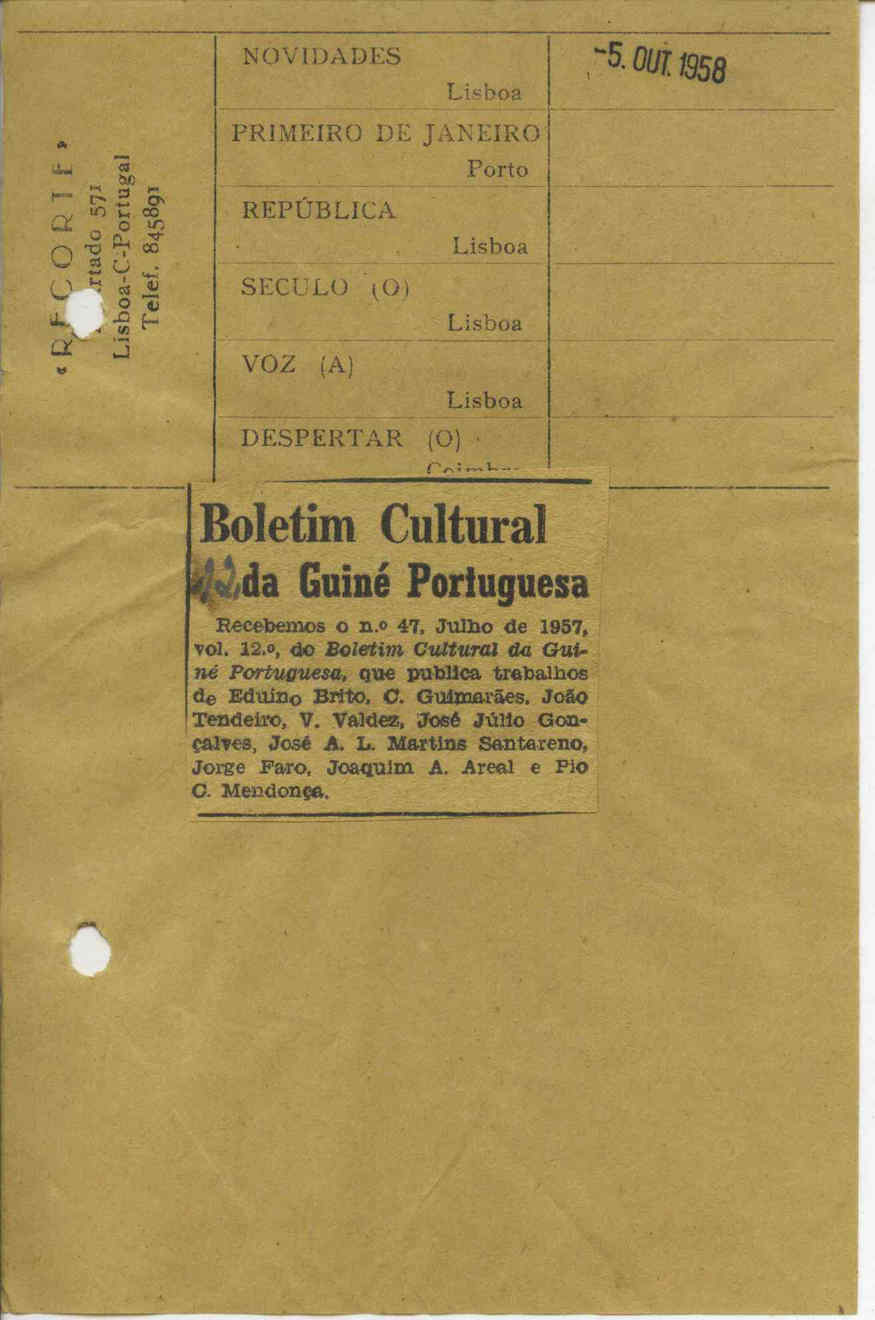 « RECORTE »
571
Lisboa-C-Portugal
Telef. 845891
NOVIDADES
Lisboa
-5. OUT. 1958
PRIMEIRO DE JANEIRO
Porto
REPÚBLICA
Lisboa
SECULO (O)
Lisboa
VOZ (A)
Lisboa
DESPERTAR (O)
Boletim Cultural
da Guiné Portuguesa
Recebemos o n.º 47, Julho de 1957,
vol. 12.º, do Boletim Cultural da Gui-
né Portuguesa, que publica trabalhos
de Eduino Brito, C. Guimarães, João
Tendeiro, V. Valdez, José Júlio Gon-
çalves, José A. L. Martins Santareno,
Jorge Faro, Joaquim A. Areal e Pio
C. Mendonça.